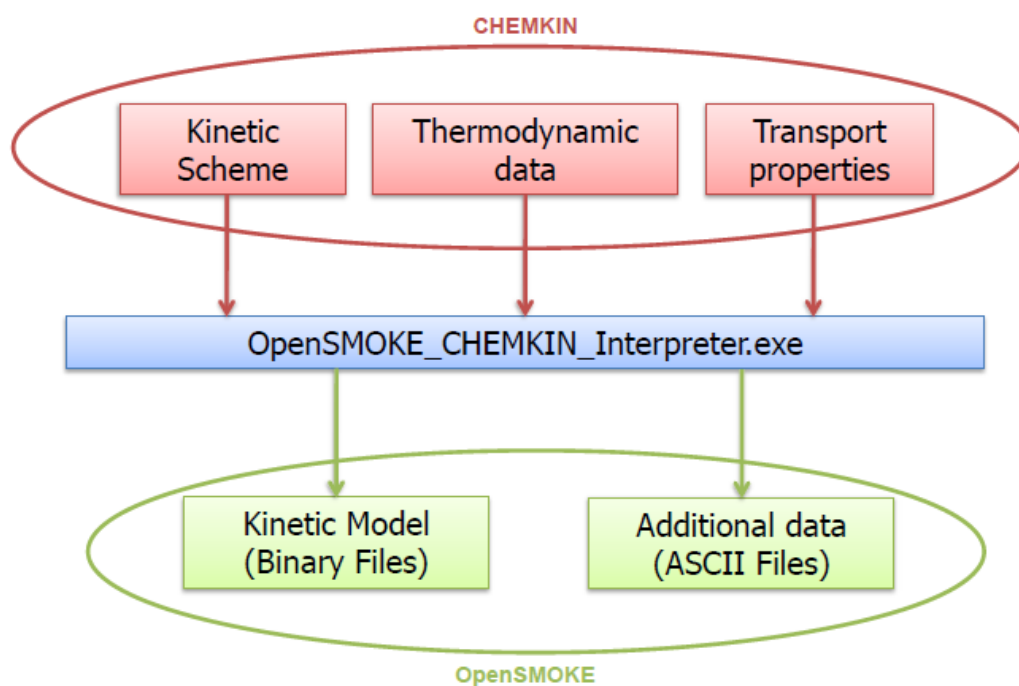 CHEMKIN
Kinetic
Scheme
Thermodynamic
data
Transport
properties
OpenSMOKE_CHEMKIN_Interpreter.exe
Kinetic Model
(Binary Files)
Additional data
(ASCII Files)
OpenSMOKE